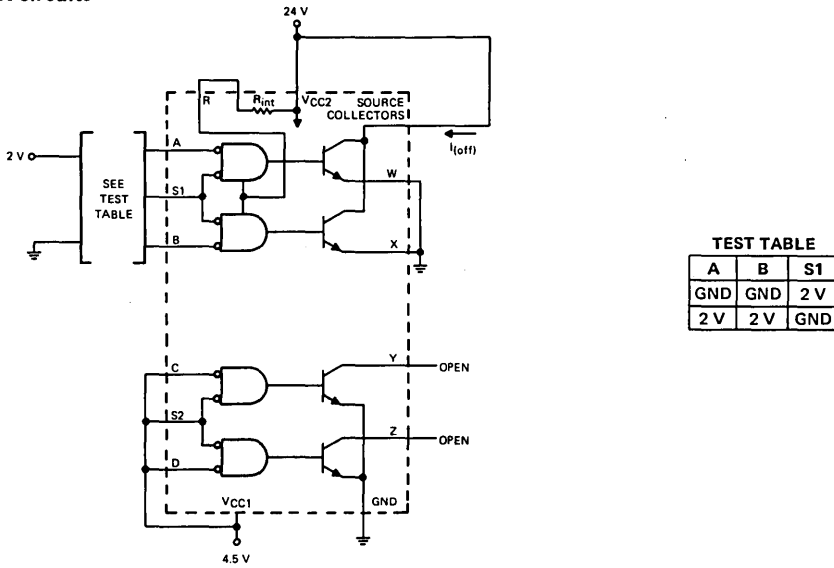 24 V
R
Rint
VCC2
SOURCE
COLLECTORS
I(off)
A
2 V
SEE
TEST
TABLE
S1
W
B
X
TEST TABLE
A B S1
GND GND 2 V
2 V 2 V GND
C
Y
OPEN
S2
Z
OPEN
D
VCC1
GND
4.5 V